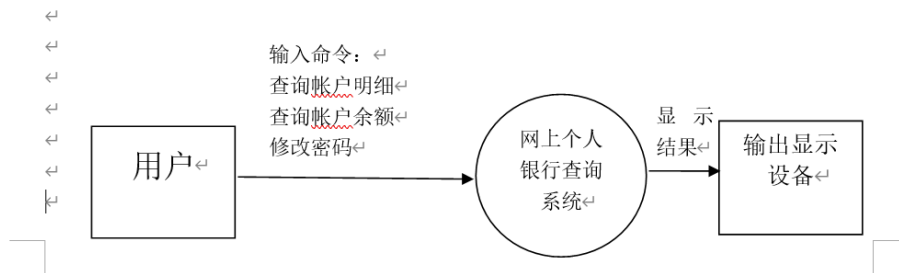 输入命令：
查询帐户明细
查询帐户余额
修改密码
用户
网上个人
银行查询
系统
显 示
结果
输出显示
设备